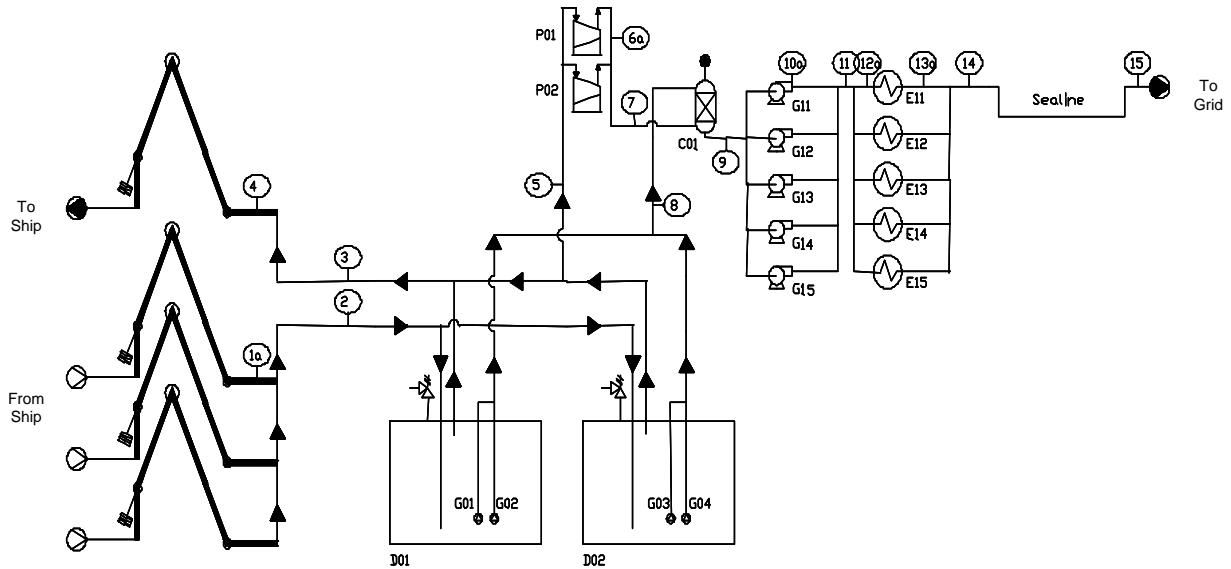 P01
6a
P02
7
C01
9
10a
11
12a
13a
14
15
G11
E11
Sealine
To
Grid
G12
E12
G13
E13
G14
E14
G15
E15
4
5
8
To
Ship
3
2
1a
From
Ship
G01
G02
G03
G04
D01
D02